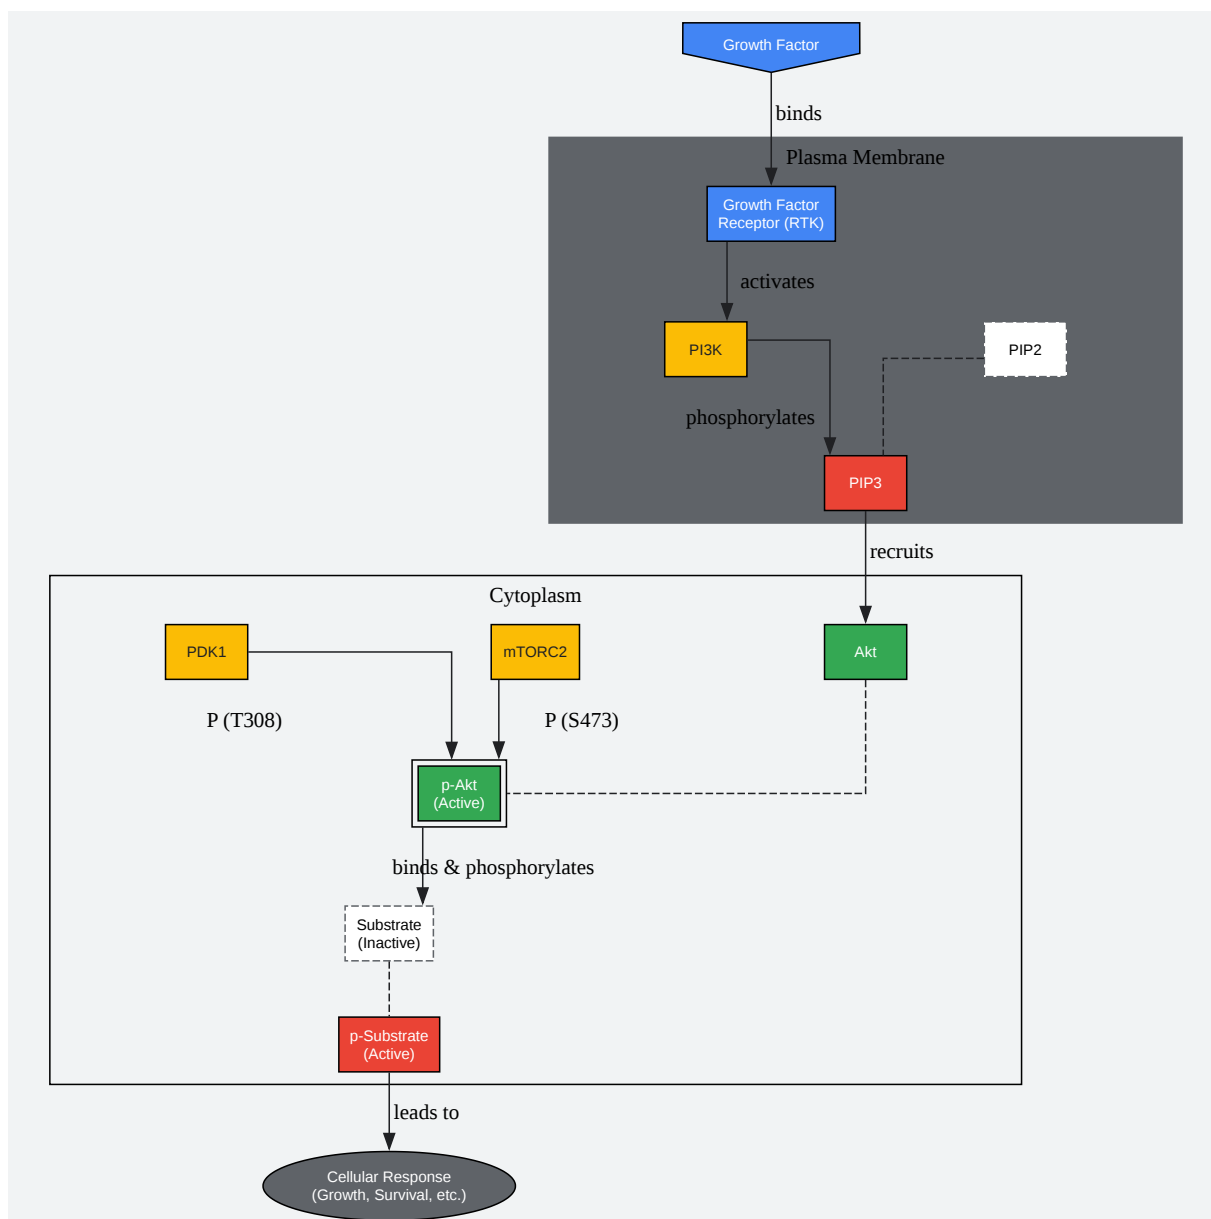 Growth Factor
binds
Plasma Membrane
Growth Factor
Receptor (RTK)
activates
PI3K
PIP2
phosphorylates
PIP3
recruits
Cytoplasm
PDK1
mTORC2
Akt
P (T308)
P (S473)
p-Akt
(Active)
binds & phosphorylates
Substrate
(Inactive)
p-Substrate
(Active)
leads to
Cellular Response
(Growth, Survival, etc.)